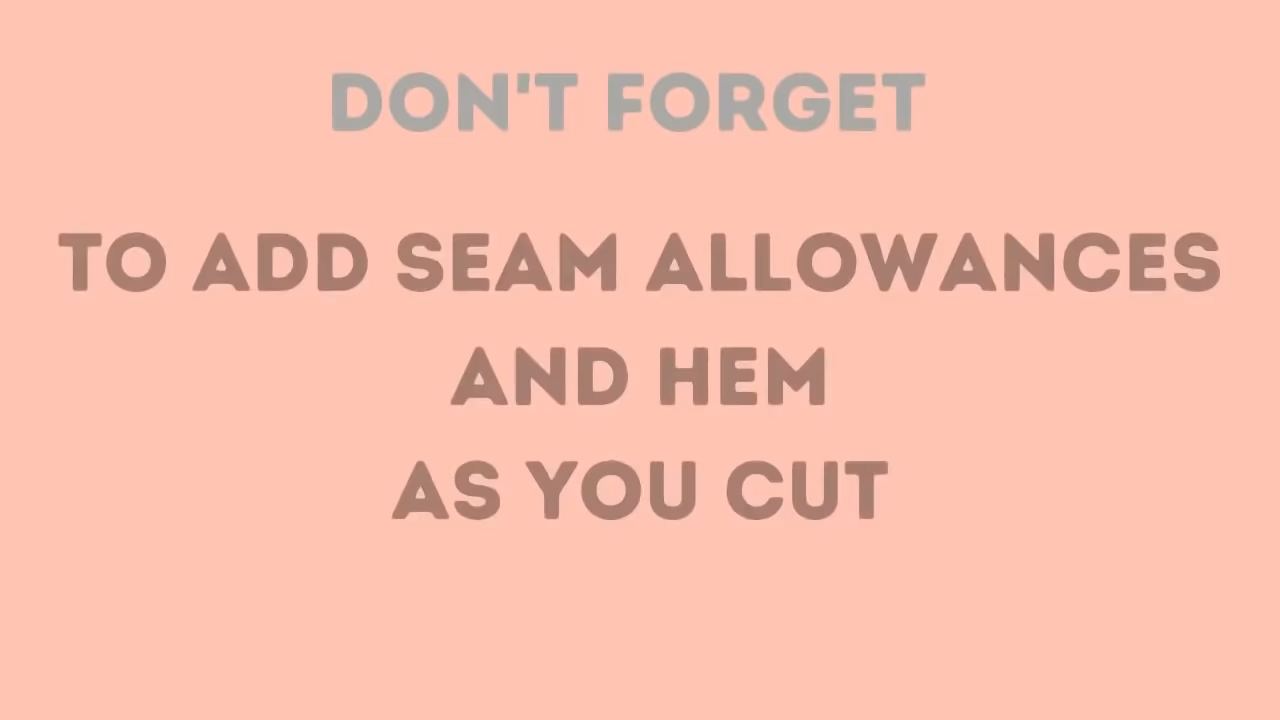 DON'T FORGET
TO ADD SEAM ALLOWANCES
AND HEM
AS YOU CUT